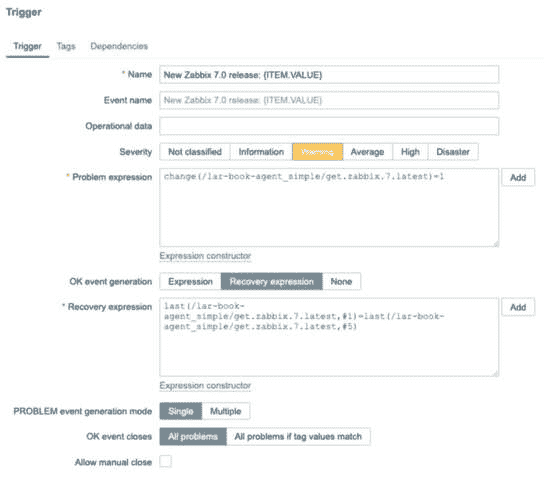 Trigger
Trigger Tags Dependencies
* Name New Zabbix 7.0 release: {ITEM.VALUE}
Event name New Zabbix 7.0 release: {ITEM.VALUE}
Operational data
Severity Not classified Information Warning Average High Disaster
* Problem expression change(/lar-book-agent_simple/get.zabbix.7.latest)=1 Add
Expression constructor
OK event generation Expression Recovery expression None
* Recovery expression last(/lar-book- Add
agent_simple/get.zabbix.7.latest,#1)=last(/lar-book-
agent_simple/get.zabbix.7.latest,#5)
Expression constructor
PROBLEM event generation mode Single Multiple
OK event closes All problems All problems if tag values match
Allow manual close